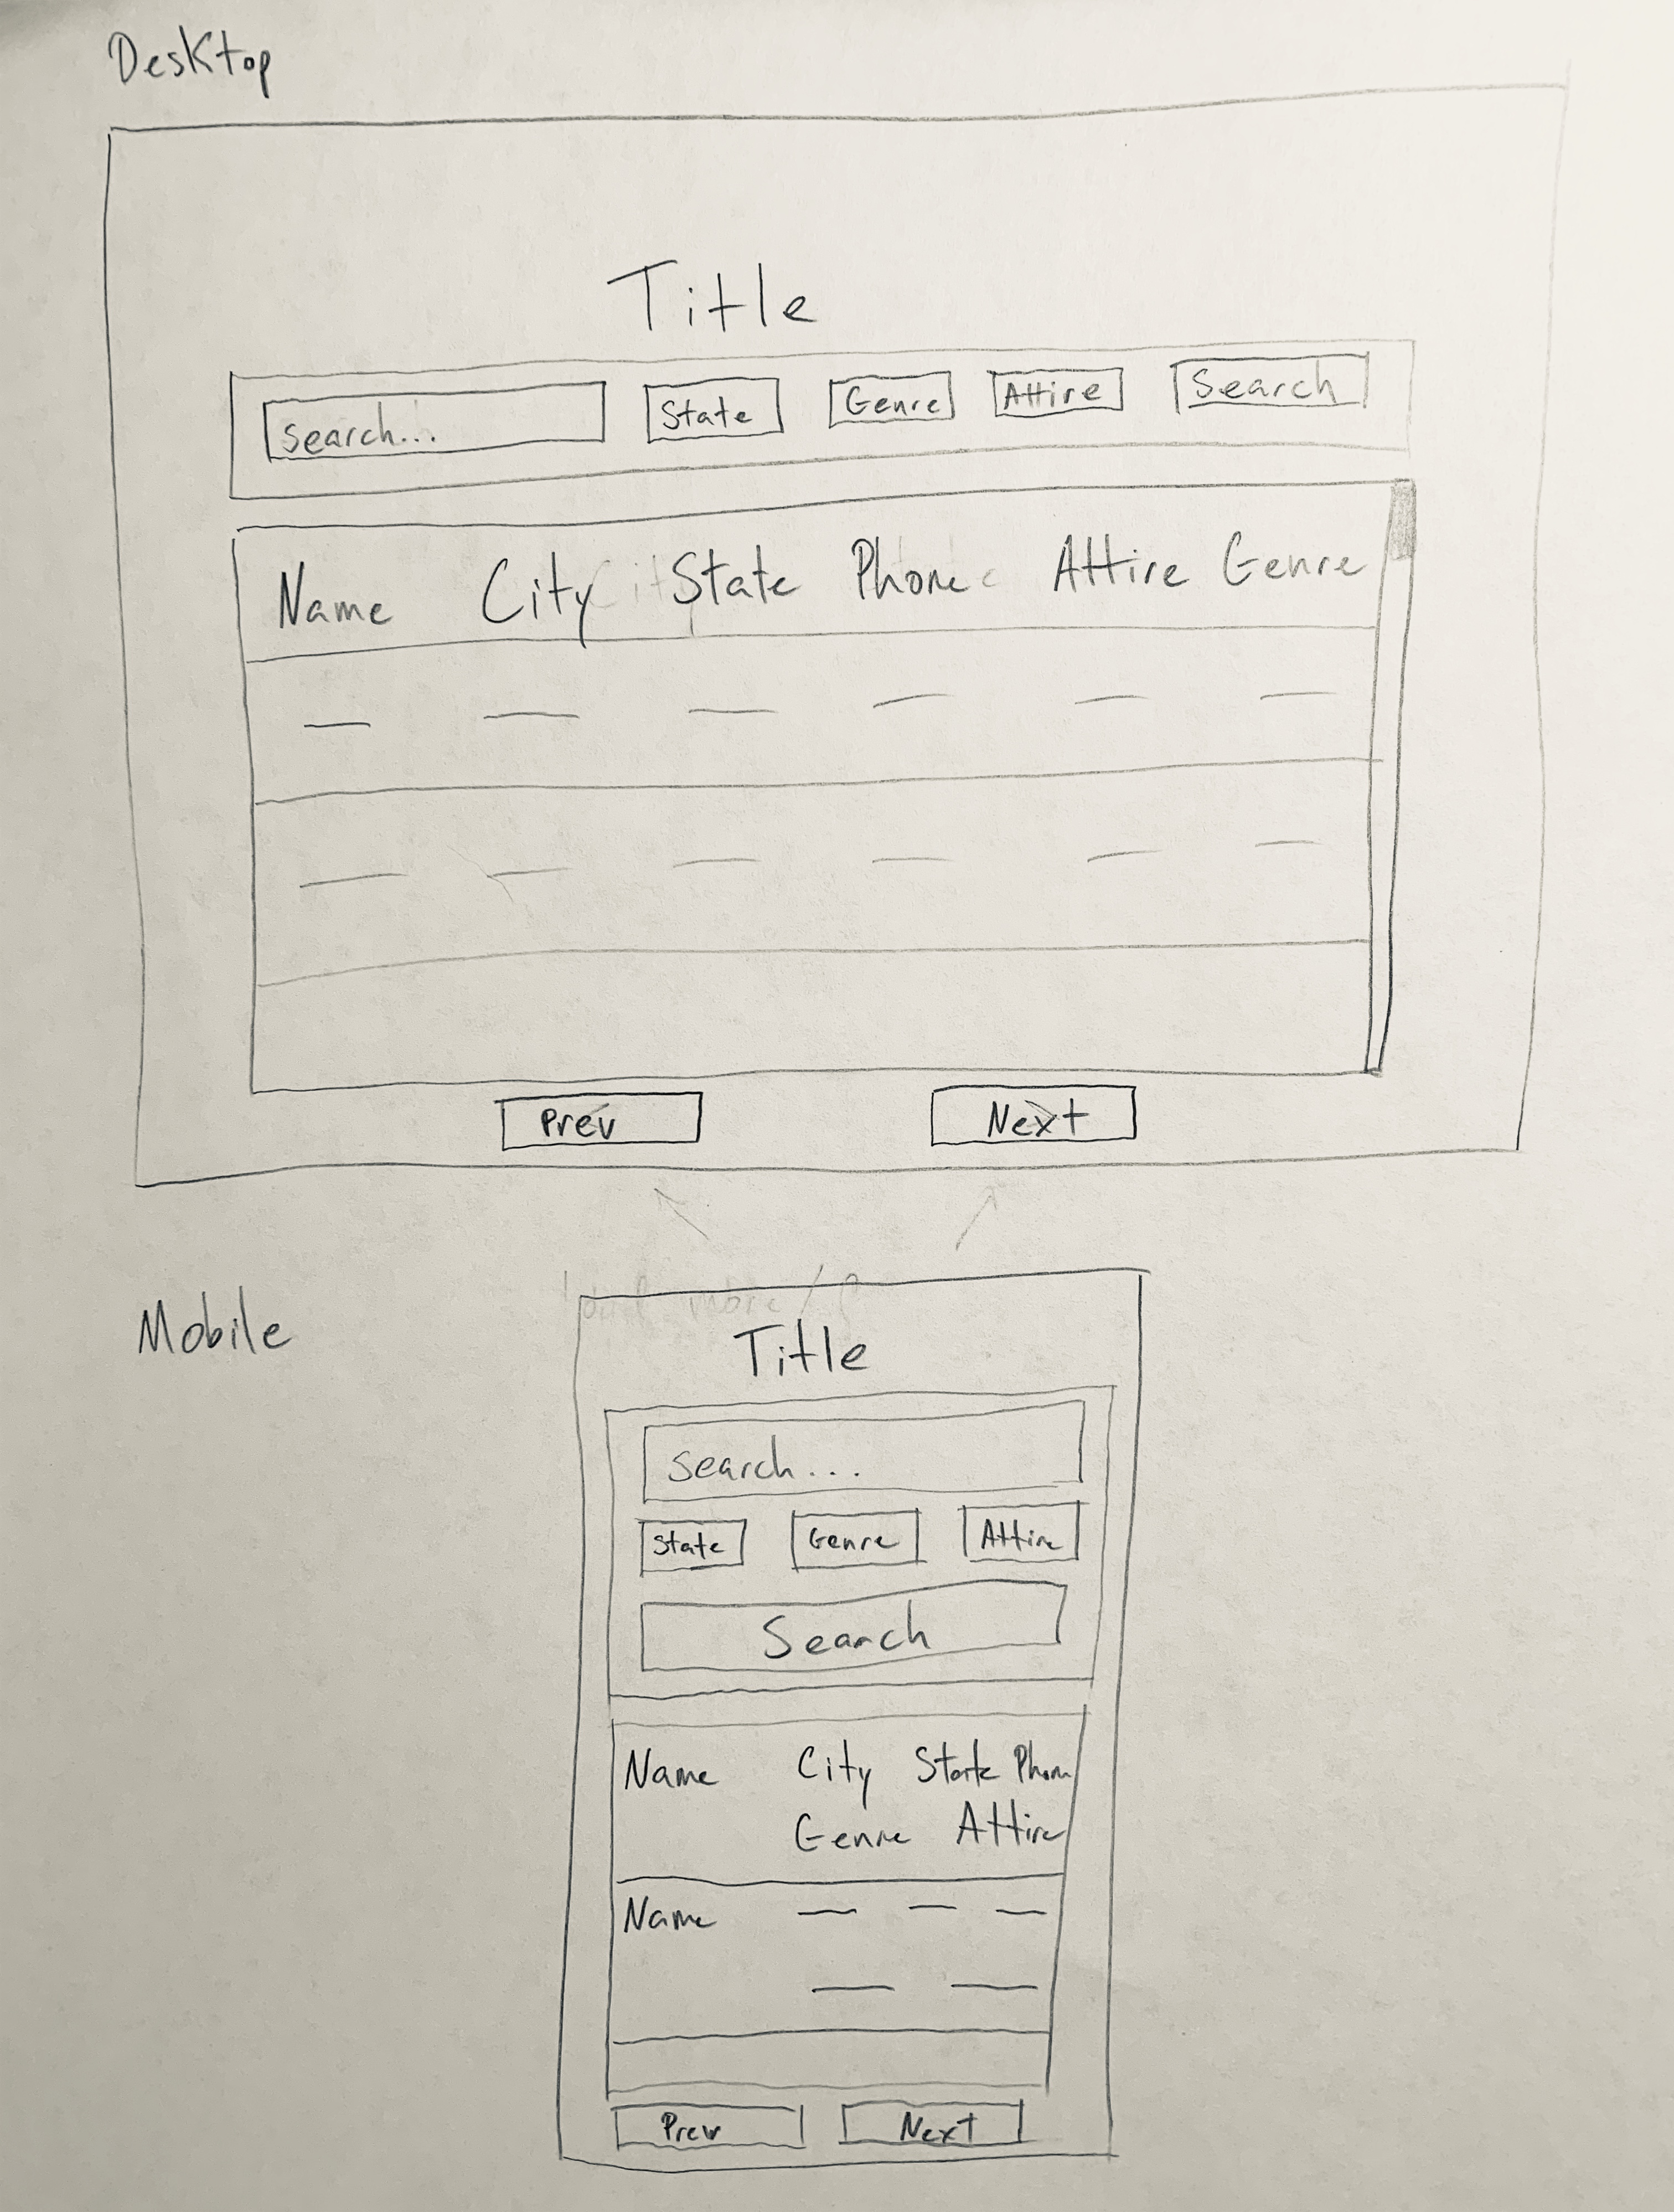 Desktop
Title
search... State Genre Attire Search
Name City State Phone Attire Genre
Prev Next
Mobile
Title
search...
State Genre Attire
Search
Name City State Phone
Genre Attire
Name
Prev Next